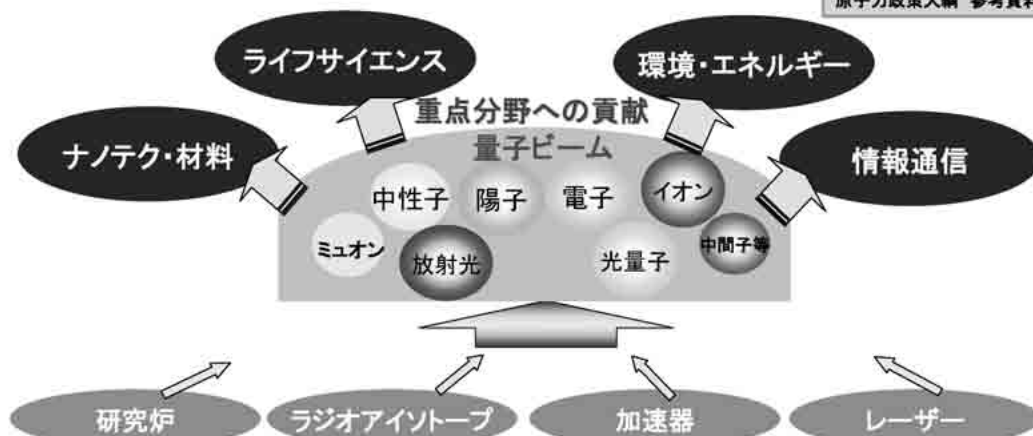 原子力政策大綱 参考資料
ライフサイエンス
環境・エネルギー
重点分野への貢献
量子ビーム
ナノテク・材料
情報通信
中性子
陽子
電子
イオン
ミュオン
放射光
光量子
中間子等
研究炉
ラジオアイソトープ
加速器
レーザー